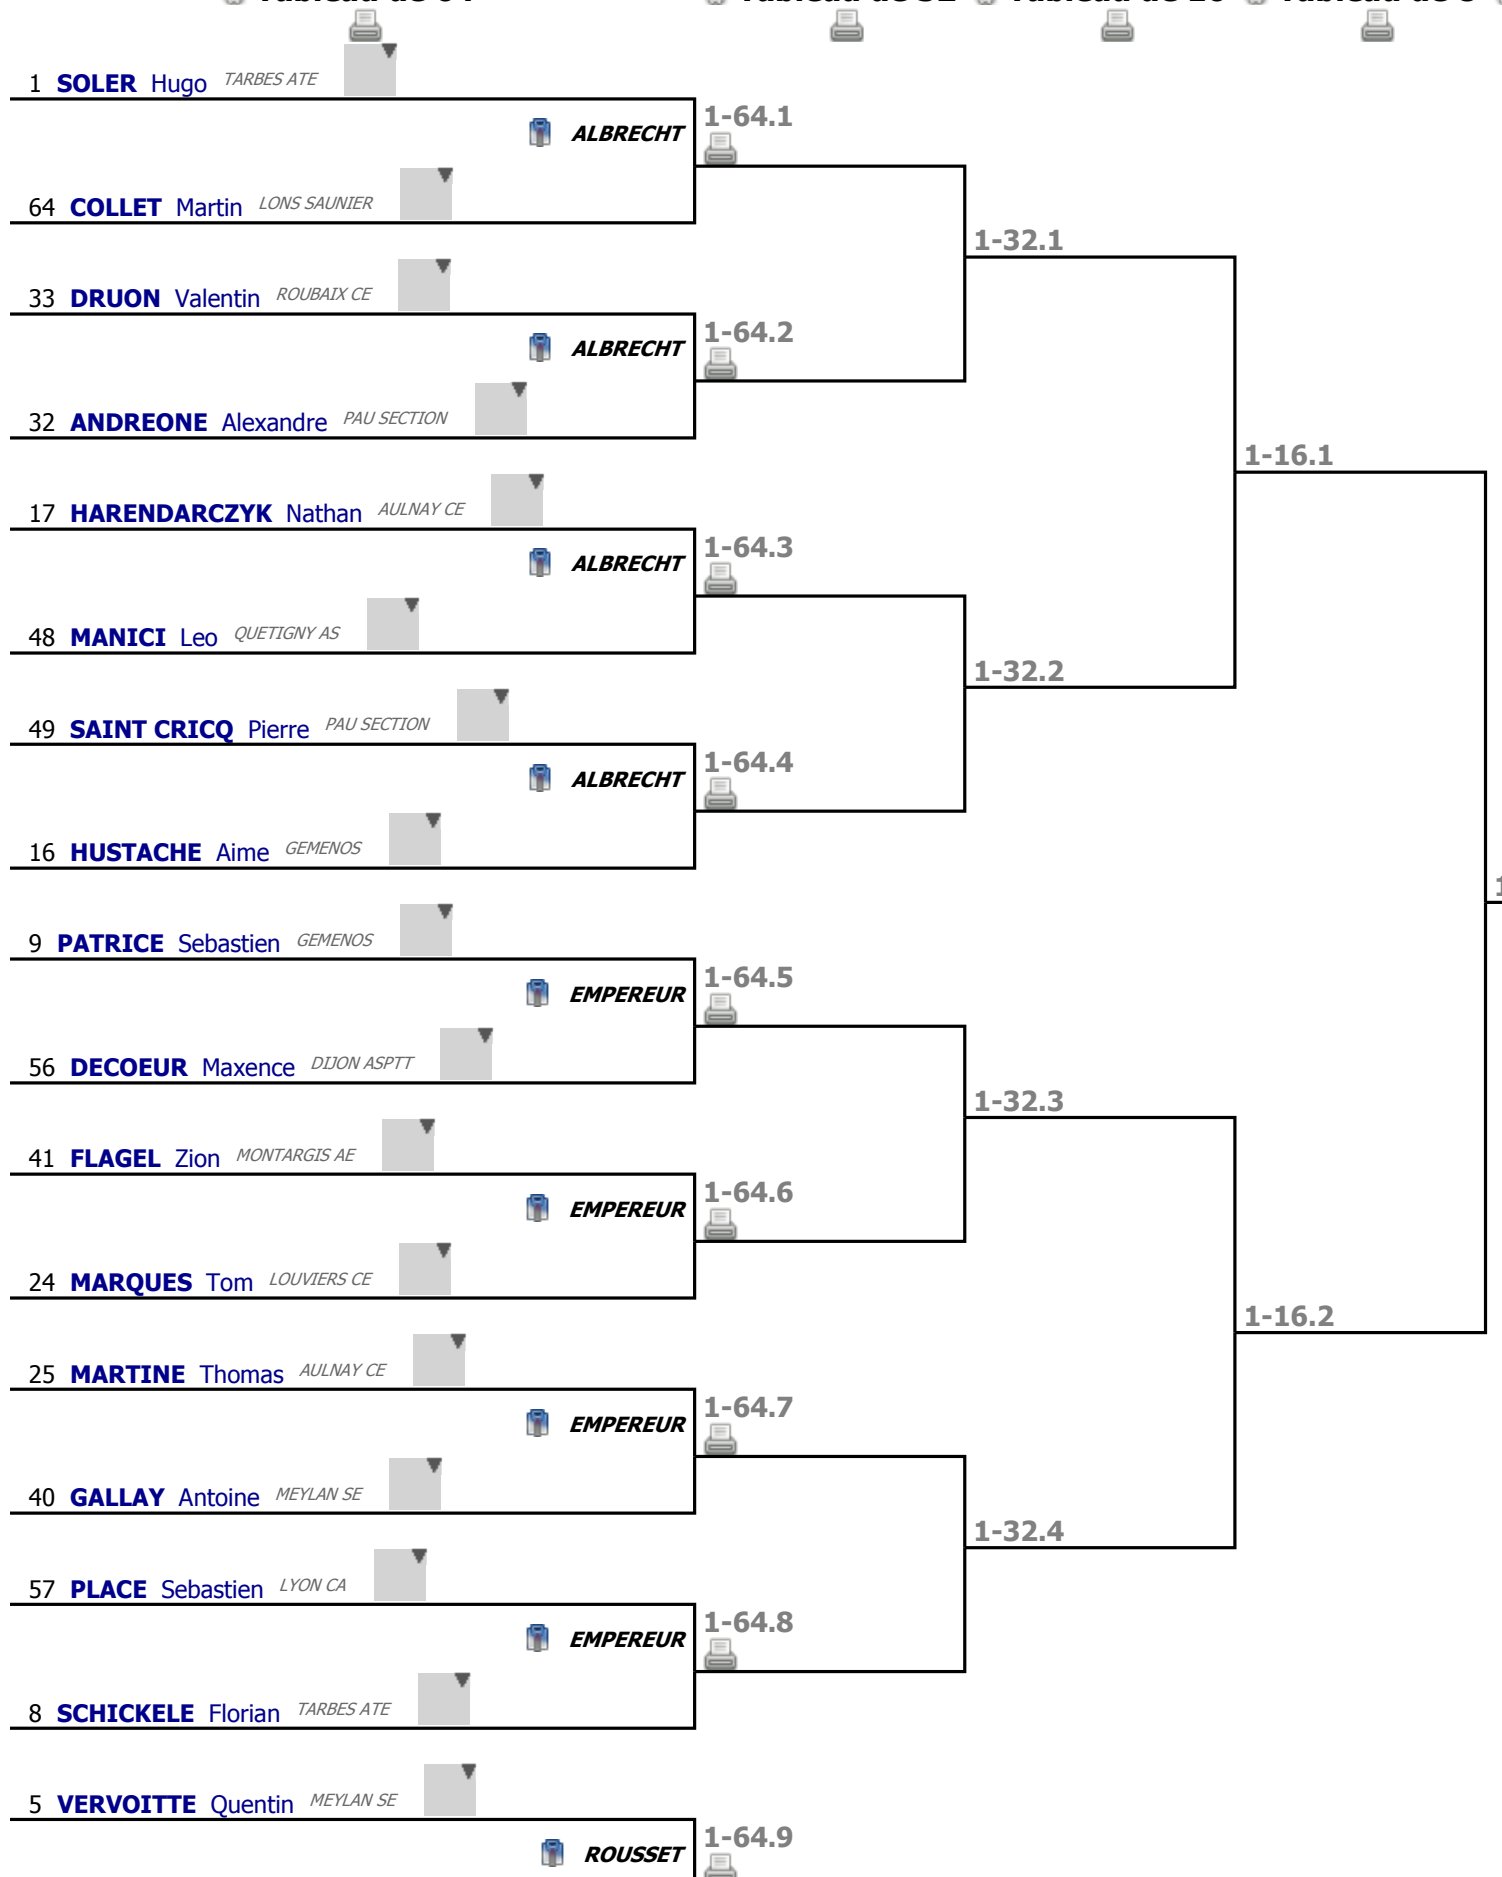 1 SOLER Hugo TARBES ATE
ALBRECHT 1-64.1
64 COLLET Martin LONS SAUNIER
1-32.1
33 DRUON Valentin ROUBAIX CE
ALBRECHT 1-64.2
32 ANDREONE Alexandre PAU SECTION
1-16.1
17 HARENDARCZYK Nathan AULNAY CE
ALBRECHT 1-64.3
48 MANICI Leo QUETIGNY AS
1-32.2
49 SAINT CRICQ Pierre PAU SECTION
ALBRECHT 1-64.4
16 HUSTACHE Aime GEMENOS
9 PATRICE Sebastien GEMENOS
EMPEREUR 1-64.5
56 DECOEUR Maxence DIJON ASPTT
1-32.3
41 FLAGEL Zion MONTARGIS AE
EMPEREUR 1-64.6
24 MARQUES Tom LOUVIERS CE
1-16.2
25 MARTINE Thomas AULNAY CE
EMPEREUR 1-64.7
40 GALLAY Antoine MEYLAN SE
1-32.4
57 PLACE Sebastien LYON CA
EMPEREUR 1-64.8
8 SCHICKELE Florian TARBES ATE
5 VERVOITTE Quentin MEYLAN SE
ROUSSET 1-64.9